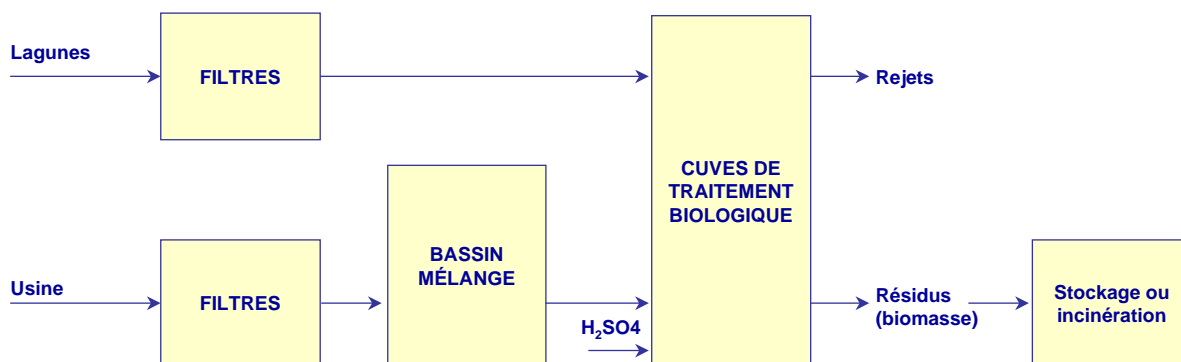 Lagunes
FILTRES
Rejets
CUVES DE
TRAITEMENT
BIOLOGIQUE
Usine
FILTRES
BASSIN
MÉLANGE
H₂SO4
Résidus
(biomasse)
Stockage ou
incinération